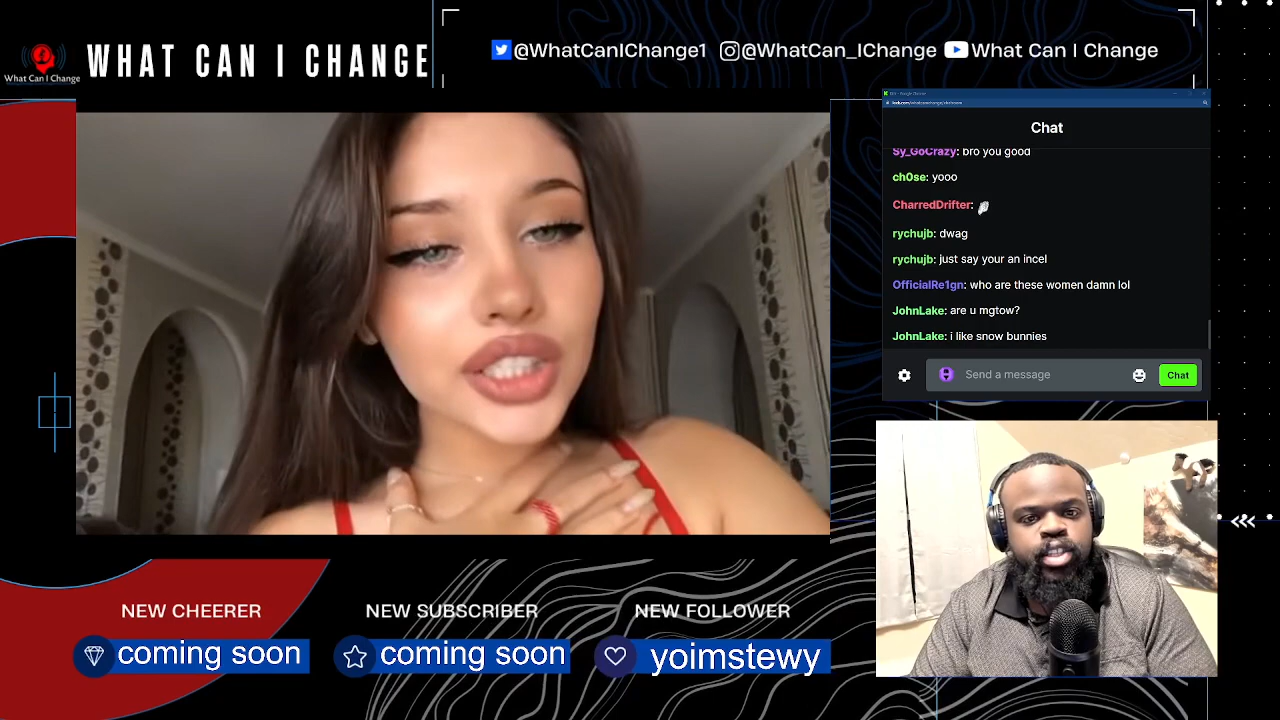 What Can I Change
WHAT CAN I CHANGE
@WhatCanIChange1
@WhatCan_IChange
What Can I Change
Chat
Sy_GoCrazy: bro you good
ch0se: yooo
CharredDrifter:
rychujb: dwag
rychujb: just say your an incel
OfficialRe1gn: who are these women damn lol
JohnLake: are u mgtow?
JohnLake: i like snow bunnies
Send a message
Chat
NEW CHEERER
coming soon
NEW SUBSCRIBER
coming soon
NEW FOLLOWER
yoimstewy